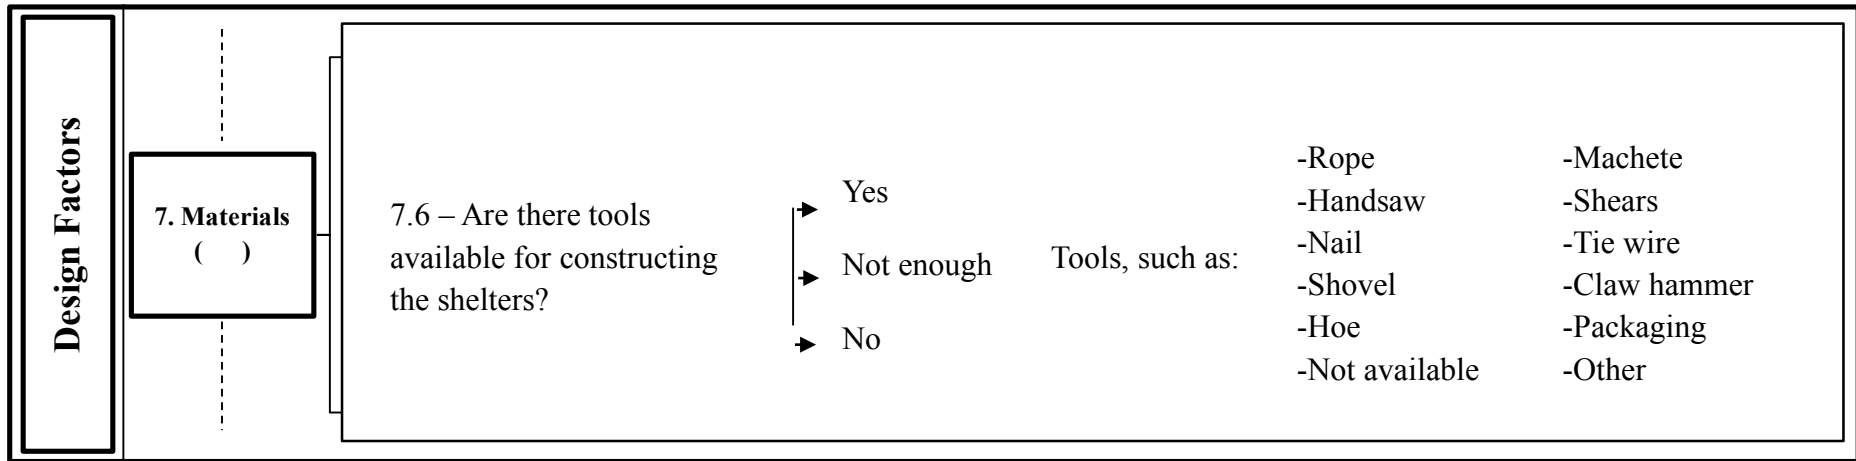 Design Factors
7. Materials
(     )
7.6 – Are there tools
available for constructing
the shelters?
Yes
Not enough
No
Tools, such as:
-Rope
-Handsaw
-Nail
-Shovel
-Hoe
-Not available
-Machete
-Shears
-Tie wire
-Claw hammer
-Packaging
-Other